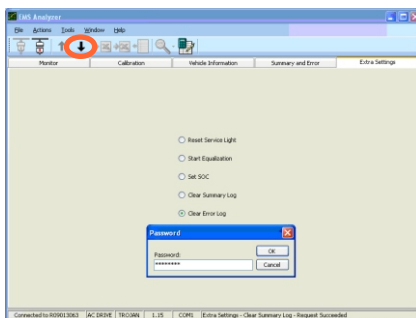 EMS Analyzer
File Actions Tools Window Help
Monitor Calibration Vehicle Information Summary and Error Extra Settings
Reset Service Light
Start Equalization
Set SOC
Clear Summary Log
Clear Error Log
Password
Password:
********
OK
Cancel
Connected to R09013063 AC DRIVE TROJAN 1.15 COM1 Extra Settings - Clear Summary Log - Request Succeeded